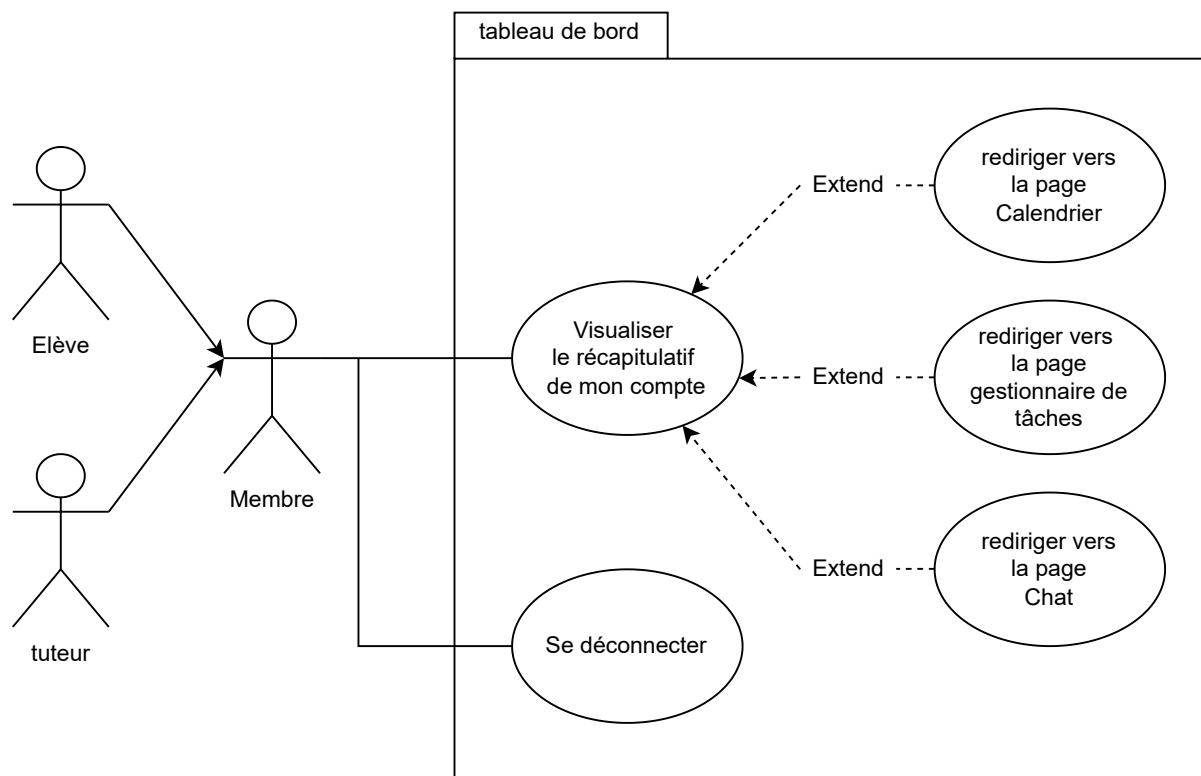 tableau de bord
rediriger vers
la page
Calendrier
Extend
Elève
Visualiser
le récapitulatif
de mon compte
Extend
rediriger vers
la page
gestionnaire de
tâches
Membre
Extend
rediriger vers
la page
Chat
Se déconnecter
tuteur